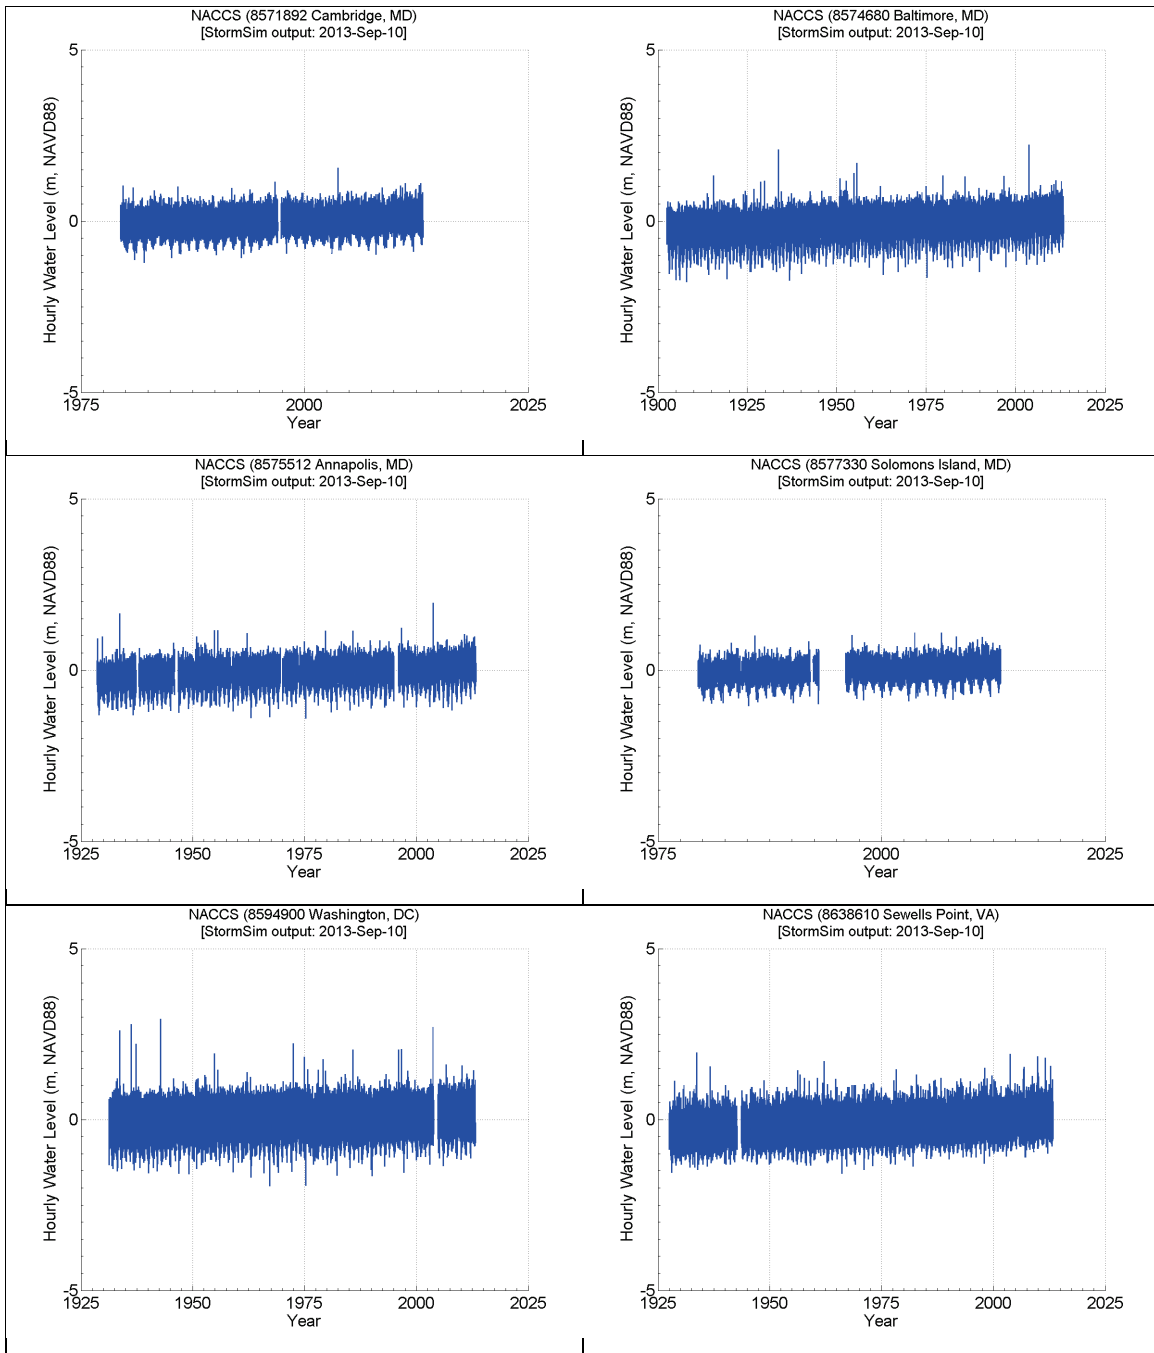 NACCS (8571892 Cambridge, MD)
[StormSim output: 2013-Sep-10]
5
0
-5
Hourly Water Level (m, NAVD88)
1975 2000 2025
Year
NACCS (8574680 Baltimore, MD)
[StormSim output: 2013-Sep-10]
5
0
-5
Hourly Water Level (m, NAVD88)
1900 1925 1950 1975 2000 2025
Year
NACCS (8575512 Annapolis, MD)
[StormSim output: 2013-Sep-10]
5
0
-5
Hourly Water Level (m, NAVD88)
1925 1950 1975 2000 2025
Year
NACCS (8577330 Solomons Island, MD)
[StormSim output: 2013-Sep-10]
5
0
-5
Hourly Water Level (m, NAVD88)
1975 2000 2025
Year
NACCS (8594900 Washington, DC)
[StormSim output: 2013-Sep-10]
5
0
-5
Hourly Water Level (m, NAVD88)
1925 1950 1975 2000 2025
Year
NACCS (8638610 Sewells Point, VA)
[StormSim output: 2013-Sep-10]
5
0
-5
Hourly Water Level (m, NAVD88)
1925 1950 1975 2000 2025
Year